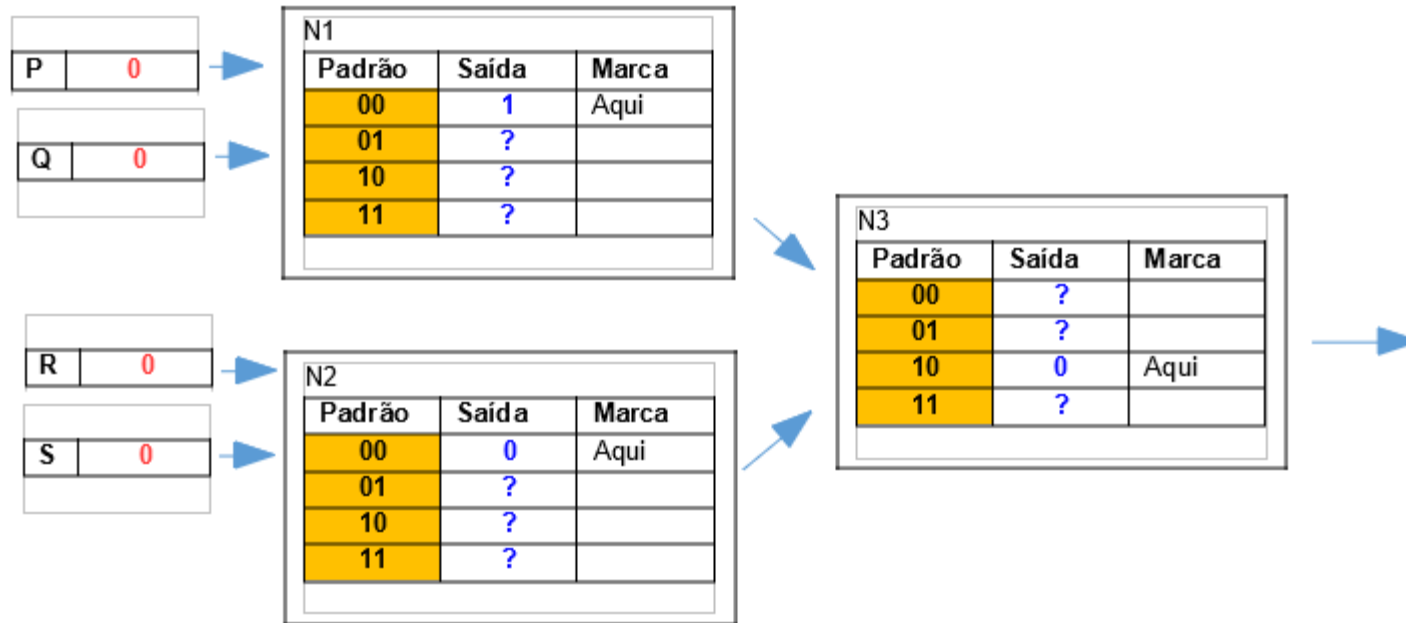 P 0
Q 0
N1
Padrão Saída Marca
00 1 Aqui
01 ?
10 ?
11 ?
R 0
S 0
N2
Padrão Saída Marca
00 0 Aqui
01 ?
10 ?
11 ?
N3
Padrão Saída Marca
00 ?
01 ?
10 0 Aqui
11 ?